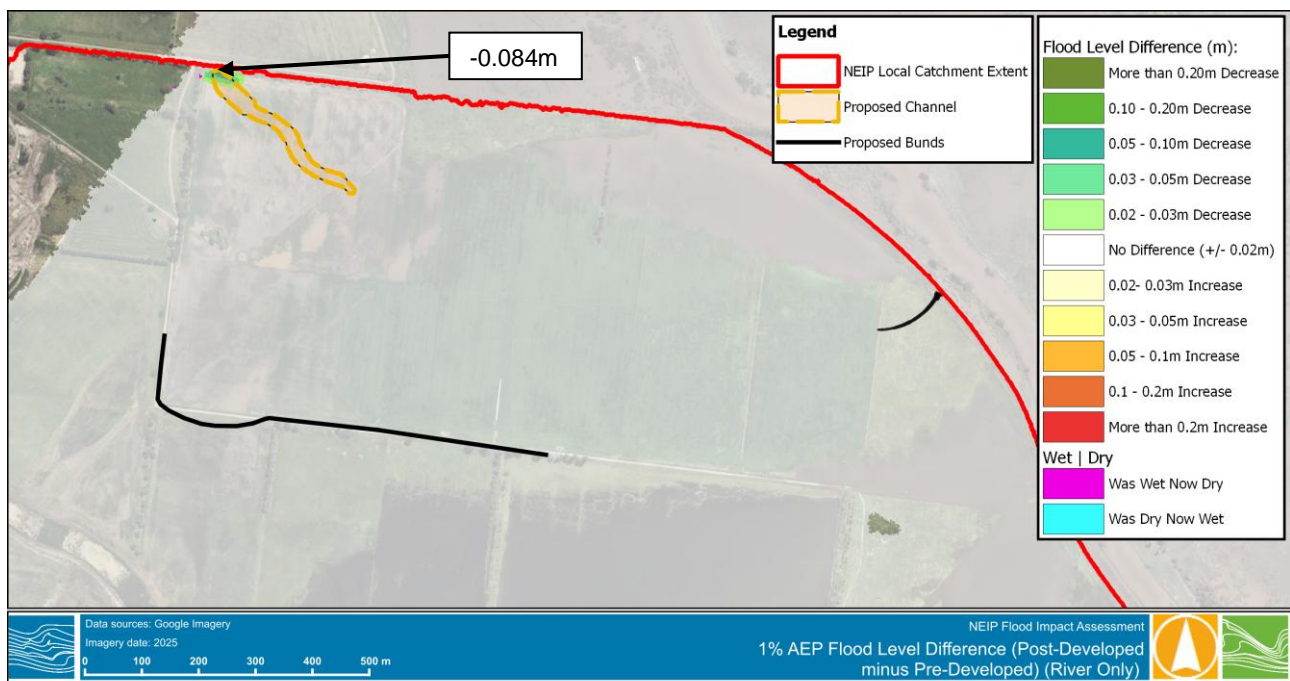 -0.084m
Legend
NEIP Local Catchment Extent
Proposed Channel
Proposed Bunds
Flood Level Difference (m):
More than 0.20m Decrease
0.10 - 0.20m Decrease
0.05 - 0.10m Decrease
0.03 - 0.05m Decrease
0.02 - 0.03m Decrease
No Difference (+/- 0.02m)
0.02- 0.03m Increase
0.03 - 0.05m Increase
0.05 - 0.1m Increase
0.1 - 0.2m Increase
More than 0.2m Increase
Wet | Dry
Was Wet Now Dry
Was Dry Now Wet
Data sources: Google Imagery
Imagery date: 2025
0 100 200 300 400 500 m
NEIP Flood Impact Assessment
1% AEP Flood Level Difference (Post-Developed
minus Pre-Developed) (River Only)